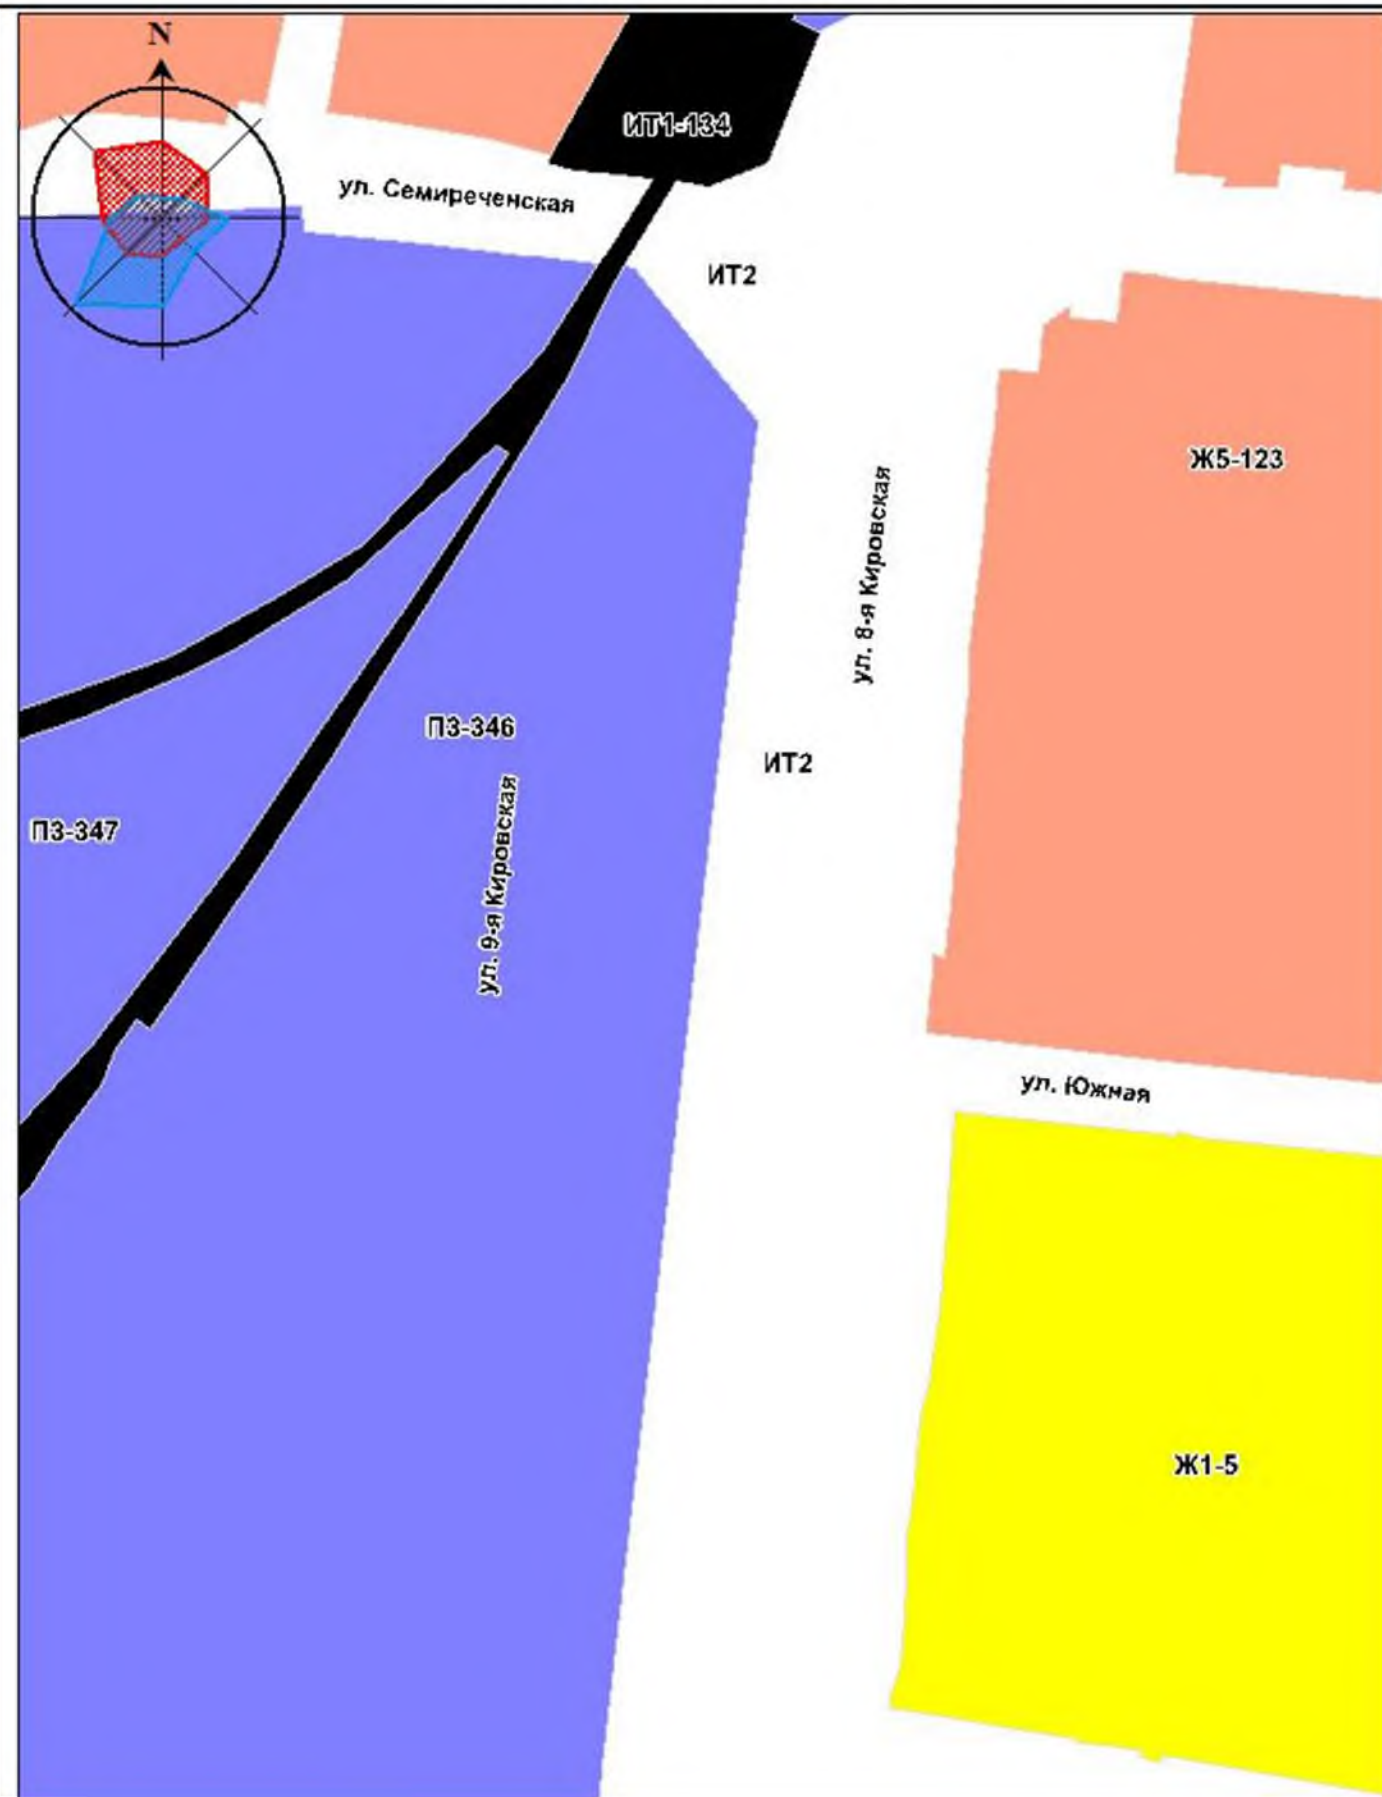 N
ИТ1-134
ул. Семиреченская
ИТ2
Ж5-123
ул. 8-я Кировская
П3-346
ИТ2
ул. 9-я Кировская
П3-347
ул. Южная
Ж1-5